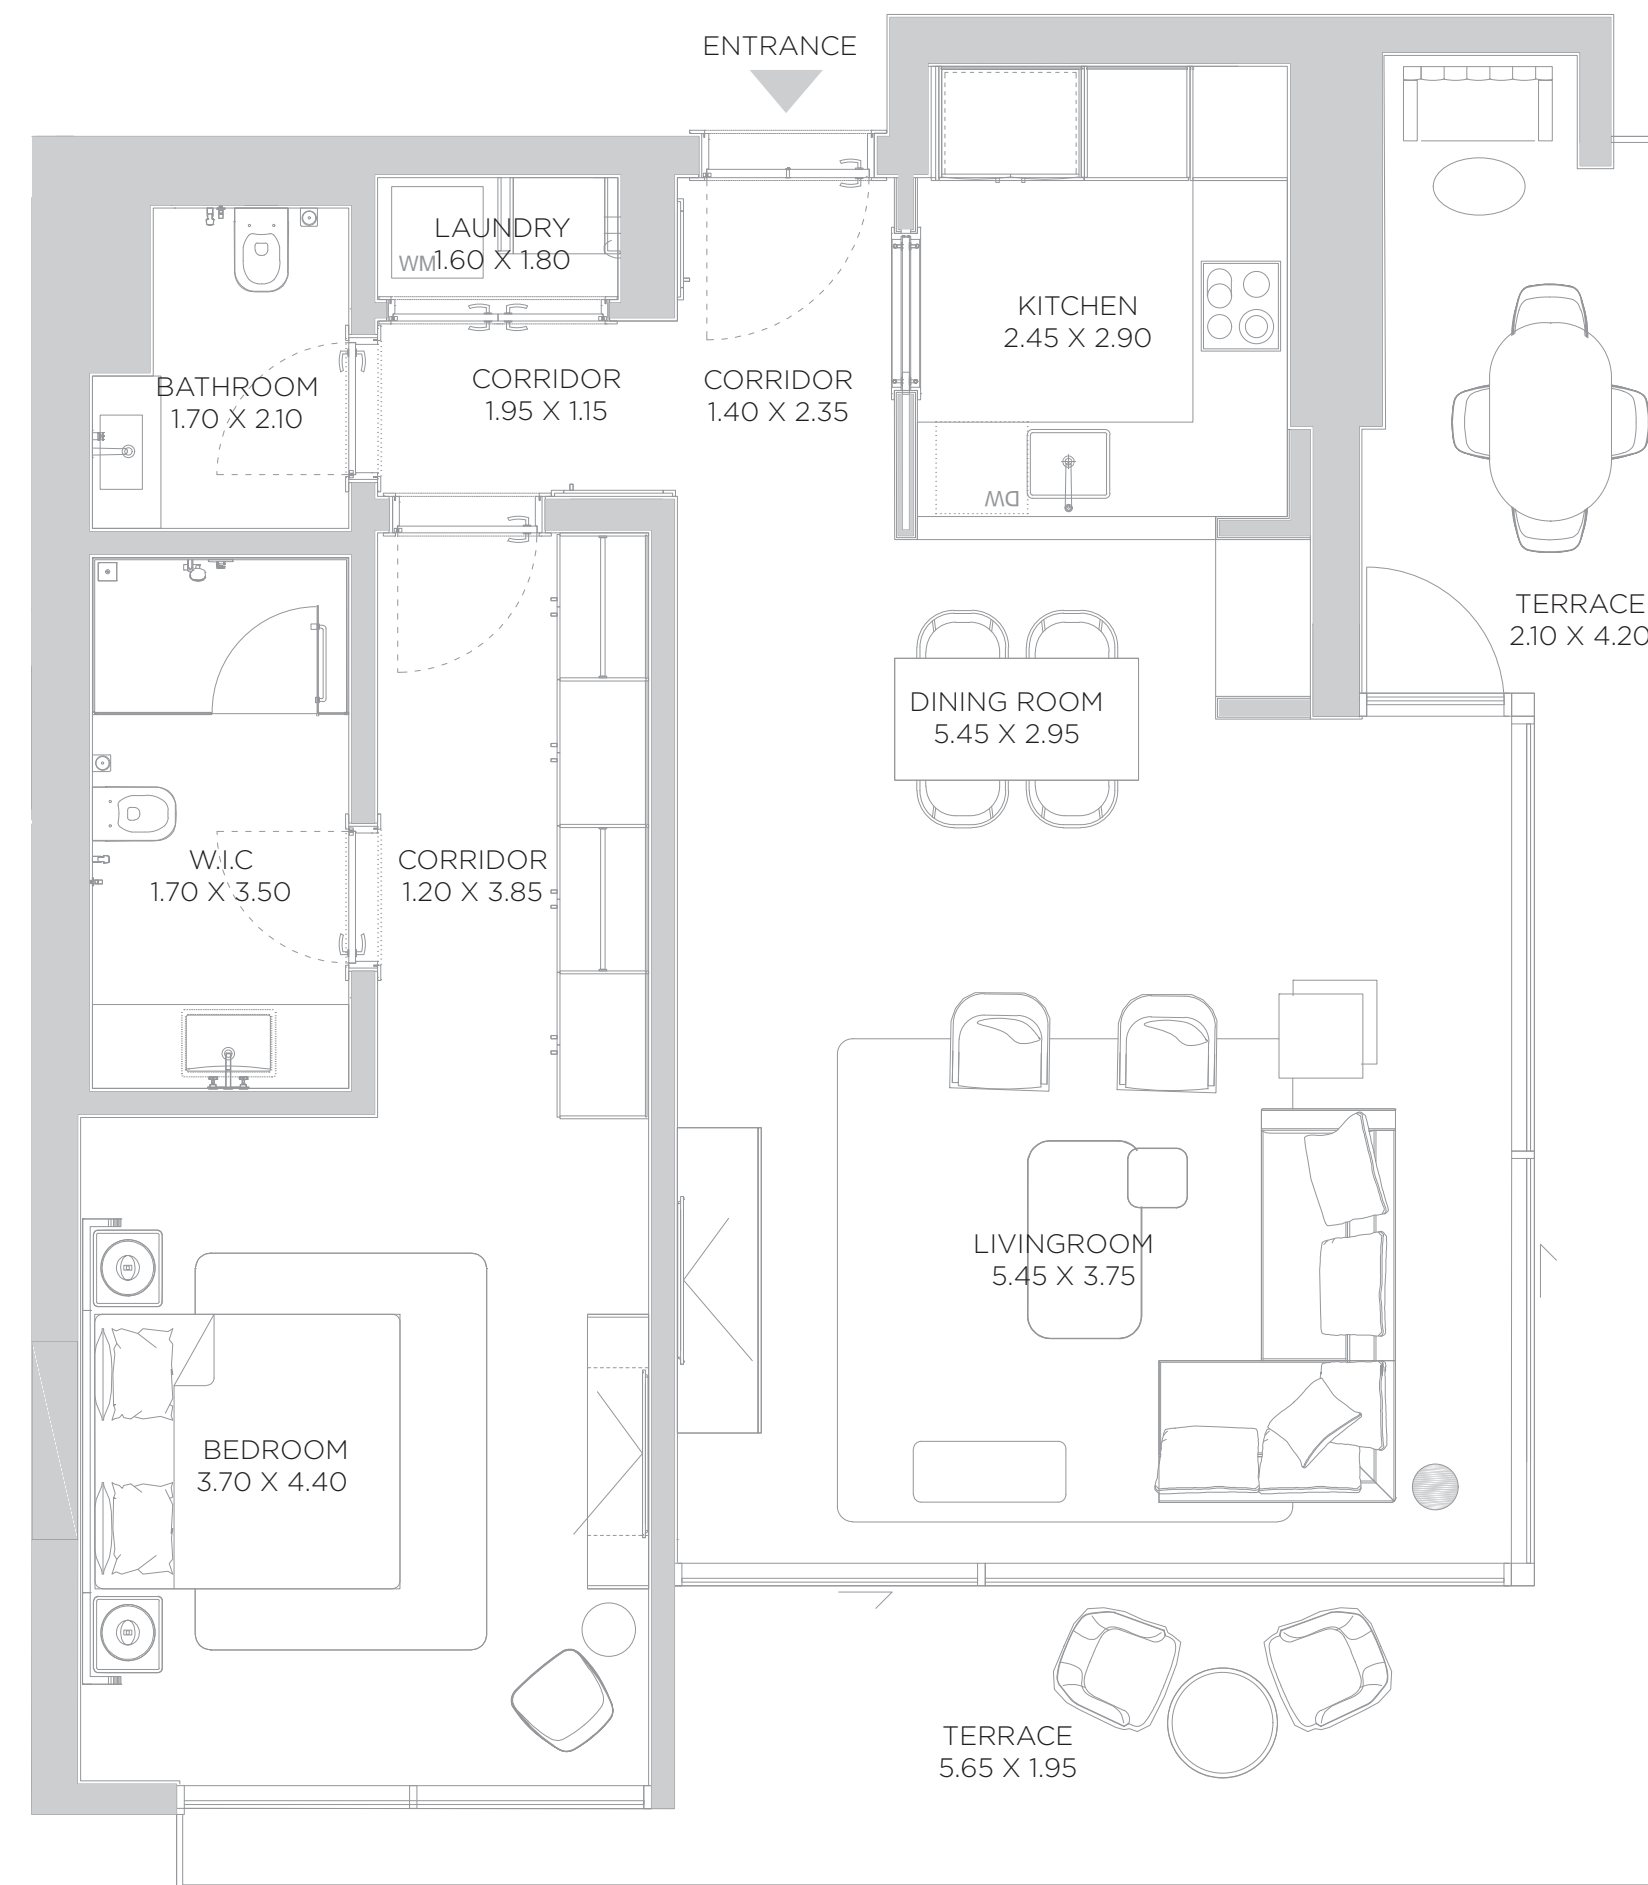 ENTRANCE
LAUNDRY
WM
1.60 X 1.80
KITCHEN
2.45 X 2.90
BATHROOM
1.70 X 2.10
CORRIDOR
1.95 X 1.15
CORRIDOR
1.40 X 2.35
DW
TERRACE
2.10 X 4.20
DINING ROOM
5.45 X 2.95
W.I.C
1.70 X 3.50
CORRIDOR
1.20 X 3.85
LIVINGROOM
5.45 X 3.75
BEDROOM
3.70 X 4.40
TERRACE
5.65 X 1.95